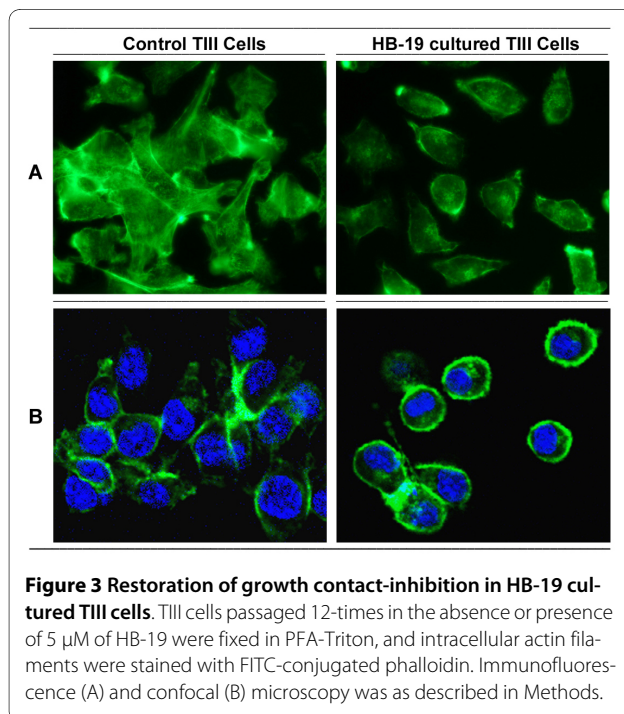 Control TIII Cells
HB-19 cultured TIII Cells
A
B
Figure 3 Restoration of growth contact-inhibition in HB-19 cul-
tured TIII cells. TIII cells passaged 12-times in the absence or presence
of 5 μM of HB-19 were fixed in PFA-Triton, and intracellular actin fila-
ments were stained with FITC-conjugated phalloidin. Immunofluores-
cence (A) and confocal (B) microscopy was as described in Methods.